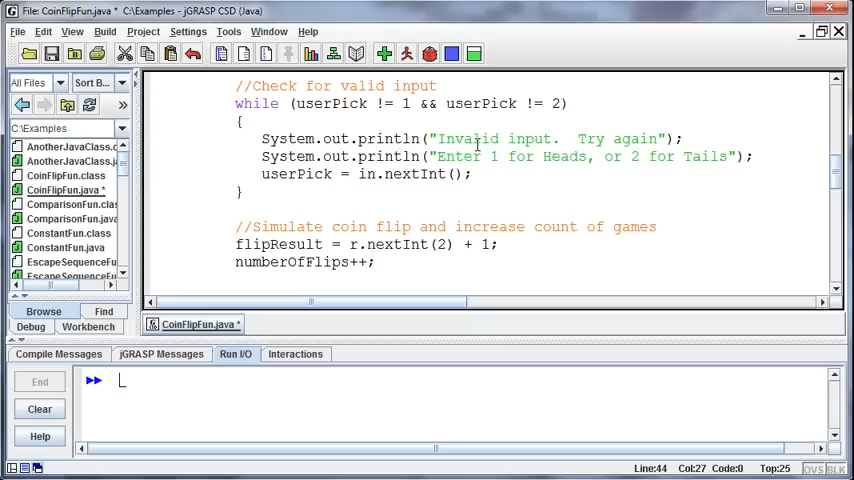 File: CoinFlipFun.java * C:\Examples - jGRASP CSD (Java)
File Edit View Build Project Settings Tools Window Help
All Files Sort B...
»
C:\Examples
AnotherJavaClass.c
AnotherJavaClass.j
CoinFlipFun.class
CoinFlipFun.java *
ComparisonFun.class
ComparisonFun.java
ConstantFun.class
ConstantFun.java
EscapeSequenceFu
Browse Find
Debug Workbench
//Check for valid input
while (userPick != 1 && userPick != 2)
{
System.out.println("Invalid input.  Try again");
System.out.println("Enter 1 for Heads, or 2 for Tails");
userPick = in.nextInt();
}
//Simulate coin flip and increase count of games
flipResult = r.nextInt(2) + 1;
numberOfFlips++;
CoinFlipFun.java *
Compile Messages jGRASP Messages Run I/O Interactions
End
Clear
Help
Line:44 Col:27 Code:0 Top:25 OVS BLK